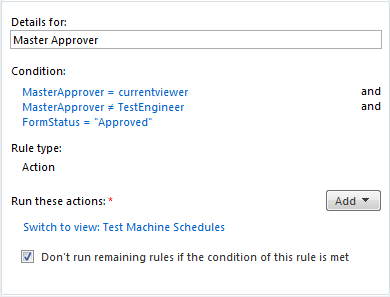 Details for:
Master Approver
Condition:
MasterApprover = currentviewer and
MasterApprover ≠ TestEngineer and
FormStatus = "Approved"
Rule type:
Action
Run these actions: * Add
Switch to view: Test Machine Schedules
Don't run remaining rules if the condition of this rule is met